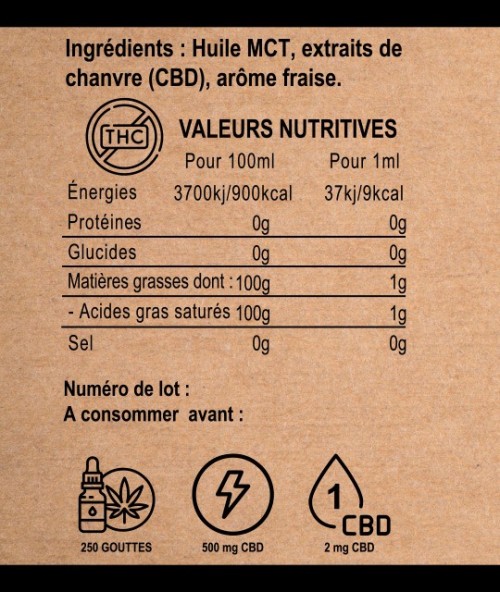 Ingrédients : Huile MCT, extraits de
chanvre (CBD), arôme fraise.
THC
VALEURS NUTRITIVES
Pour 100ml Pour 1ml
Énergies 3700kj/900kcal 37kj/9kcal
Protéines 0g 0g
Glucides 0g 0g
Matières grasses dont : 100g 1g
- Acides gras saturés 100g 1g
Sel 0g 0g
Numéro de lot :
A consommer avant :
1
CBD
250 GOUTTES 500 mg CBD 2 mg CBD